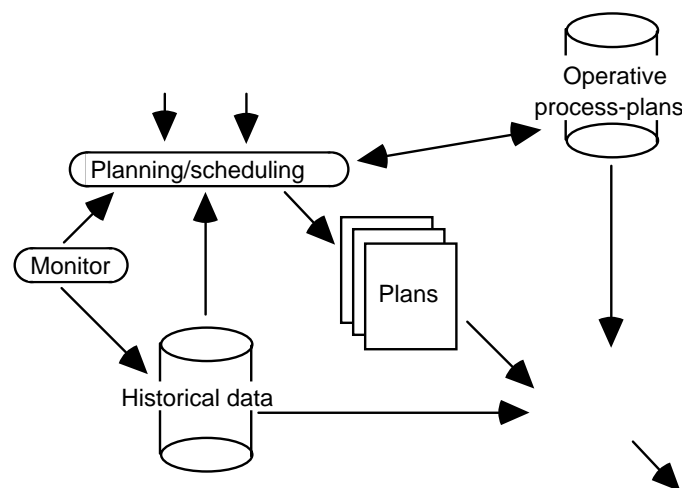 Operative
process-plans
Planning/scheduling
Monitor
Plans
Historical data